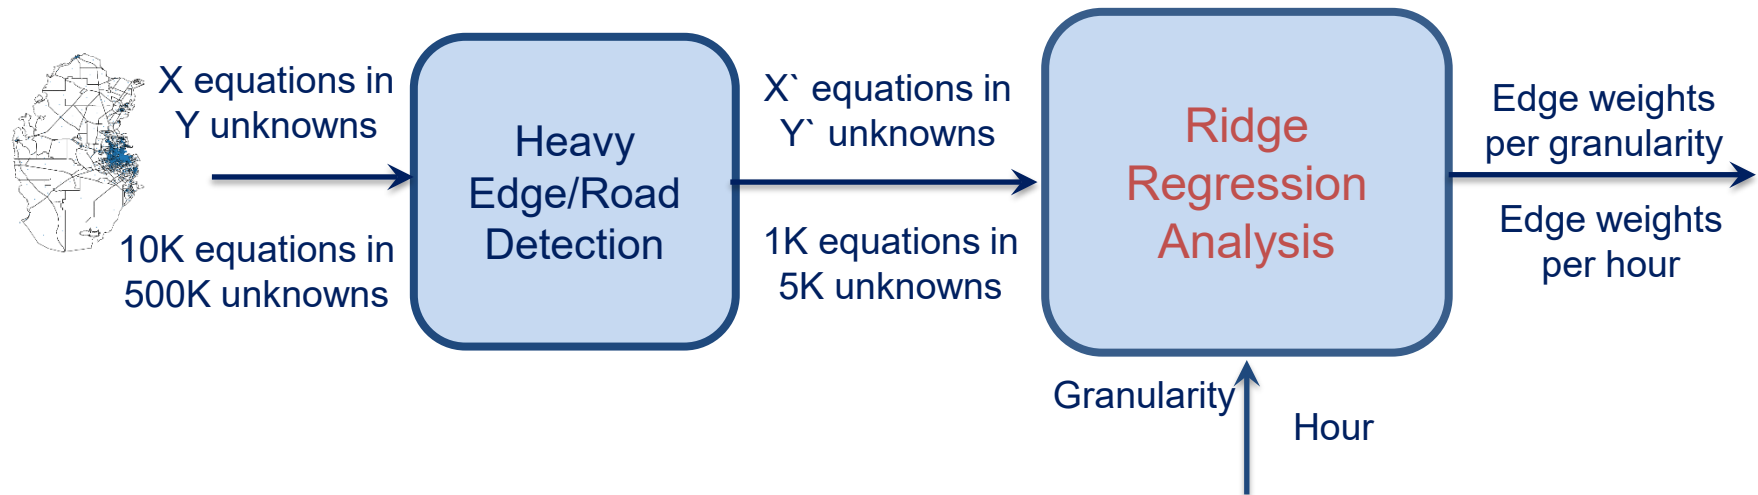 X equations in
Y unknowns
10K equations in
500K unknowns
Heavy
Edge/Road
Detection
X` equations in
Y` unknowns
1K equations in
5K unknowns
Ridge
Regression
Analysis
Granularity
Hour
Edge weights
per granularity
Edge weights
per hour